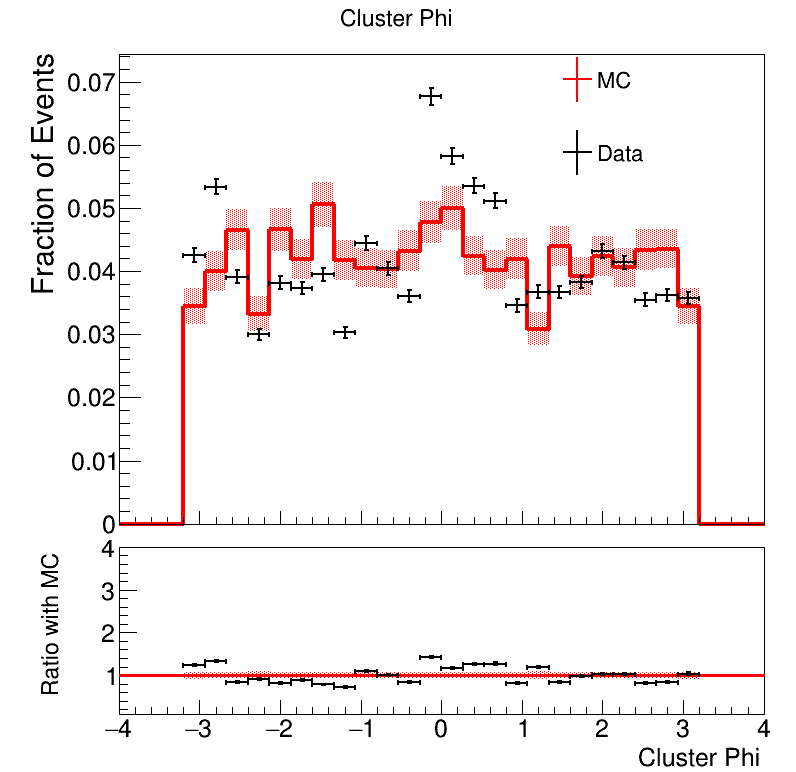 Cluster Phi
Fraction of Events
0.07
0.06
0.05
0.04
0.03
0.02
0.01
0
MC
Data
Ratio with MC
4
3
2
1
−4 −3 −2 −1 0 1 2 3 4
Cluster Phi